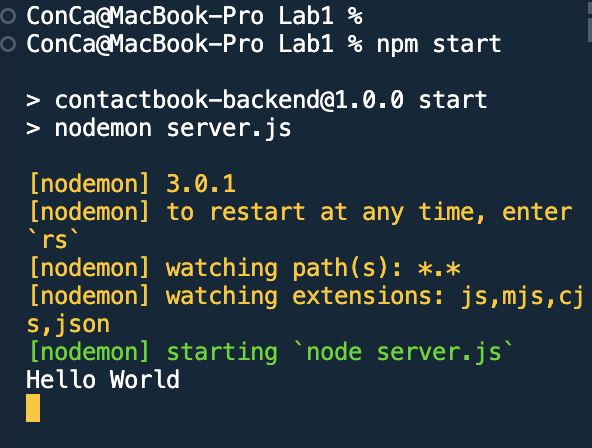 ConCa@MacBook-Pro Lab1 %
ConCa@MacBook-Pro Lab1 % npm start
> contactbook-backend@1.0.0 start
> nodemon server.js
[nodemon] 3.0.1
[nodemon] to restart at any time, enter
`rs`
[nodemon] watching path(s): *.*
[nodemon] watching extensions: js,mjs,cj
s,json
[nodemon] starting `node server.js`
Hello World